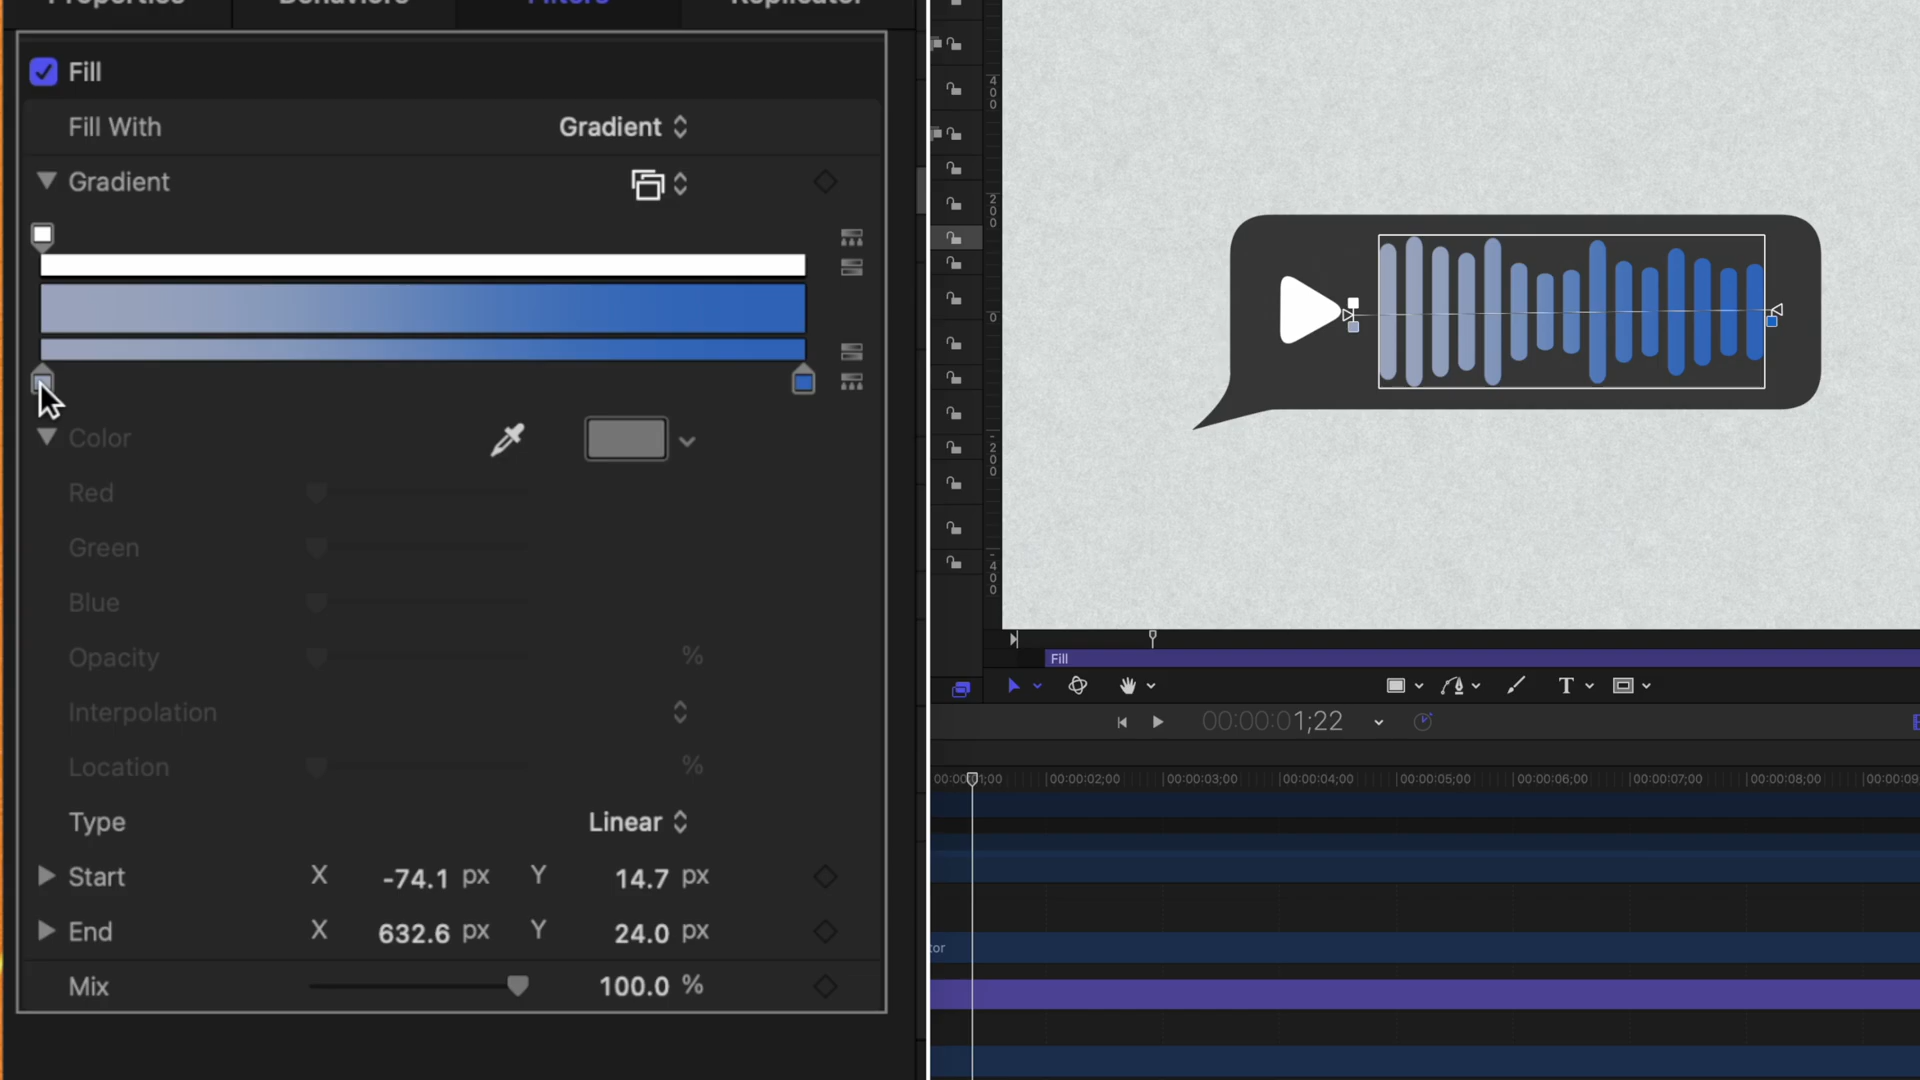 Properties
Behaviors
Filters
Replicator
Fill
Fill With
Gradient
Gradient
Color
Red
Green
Blue
Opacity
%
Interpolation
Location
%
Type
Linear
Start
X -74.1 px
Y 14.7 px
End
X 632.6 px
Y 24.0 px
Mix
100.0 %
400
200
0
-200
-400
Fill
T
00:00:01;22
00:00:01;00
00:00:02;00
00:00:03;00
00:00:04;00
00:00:05;00
00:00:06;00
00:00:07;00
00:00:08;00
00:00:09
tor